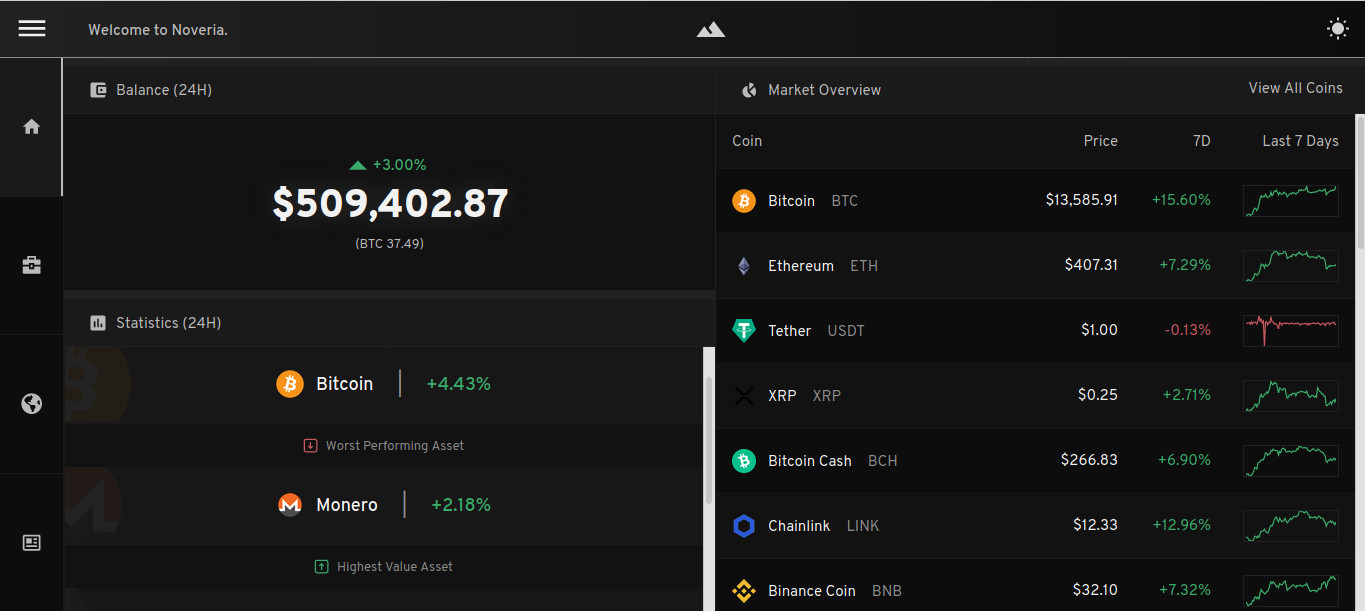 Welcome to Noveria.
Balance (24H)
+3.00%
$509,402.87
(BTC 37.49)
Statistics (24H)
Bitcoin +4.43%
Worst Performing Asset
Monero +2.18%
Highest Value Asset
Market Overview View All Coins
Coin Price 7D Last 7 Days
Bitcoin BTC $13,585.91 +15.60%
Ethereum ETH $407.31 +7.29%
Tether USDT $1.00 -0.13%
XRP XRP $0.25 +2.71%
Bitcoin Cash BCH $266.83 +6.90%
Chainlink LINK $12.33 +12.96%
Binance Coin BNB $32.10 +7.32%